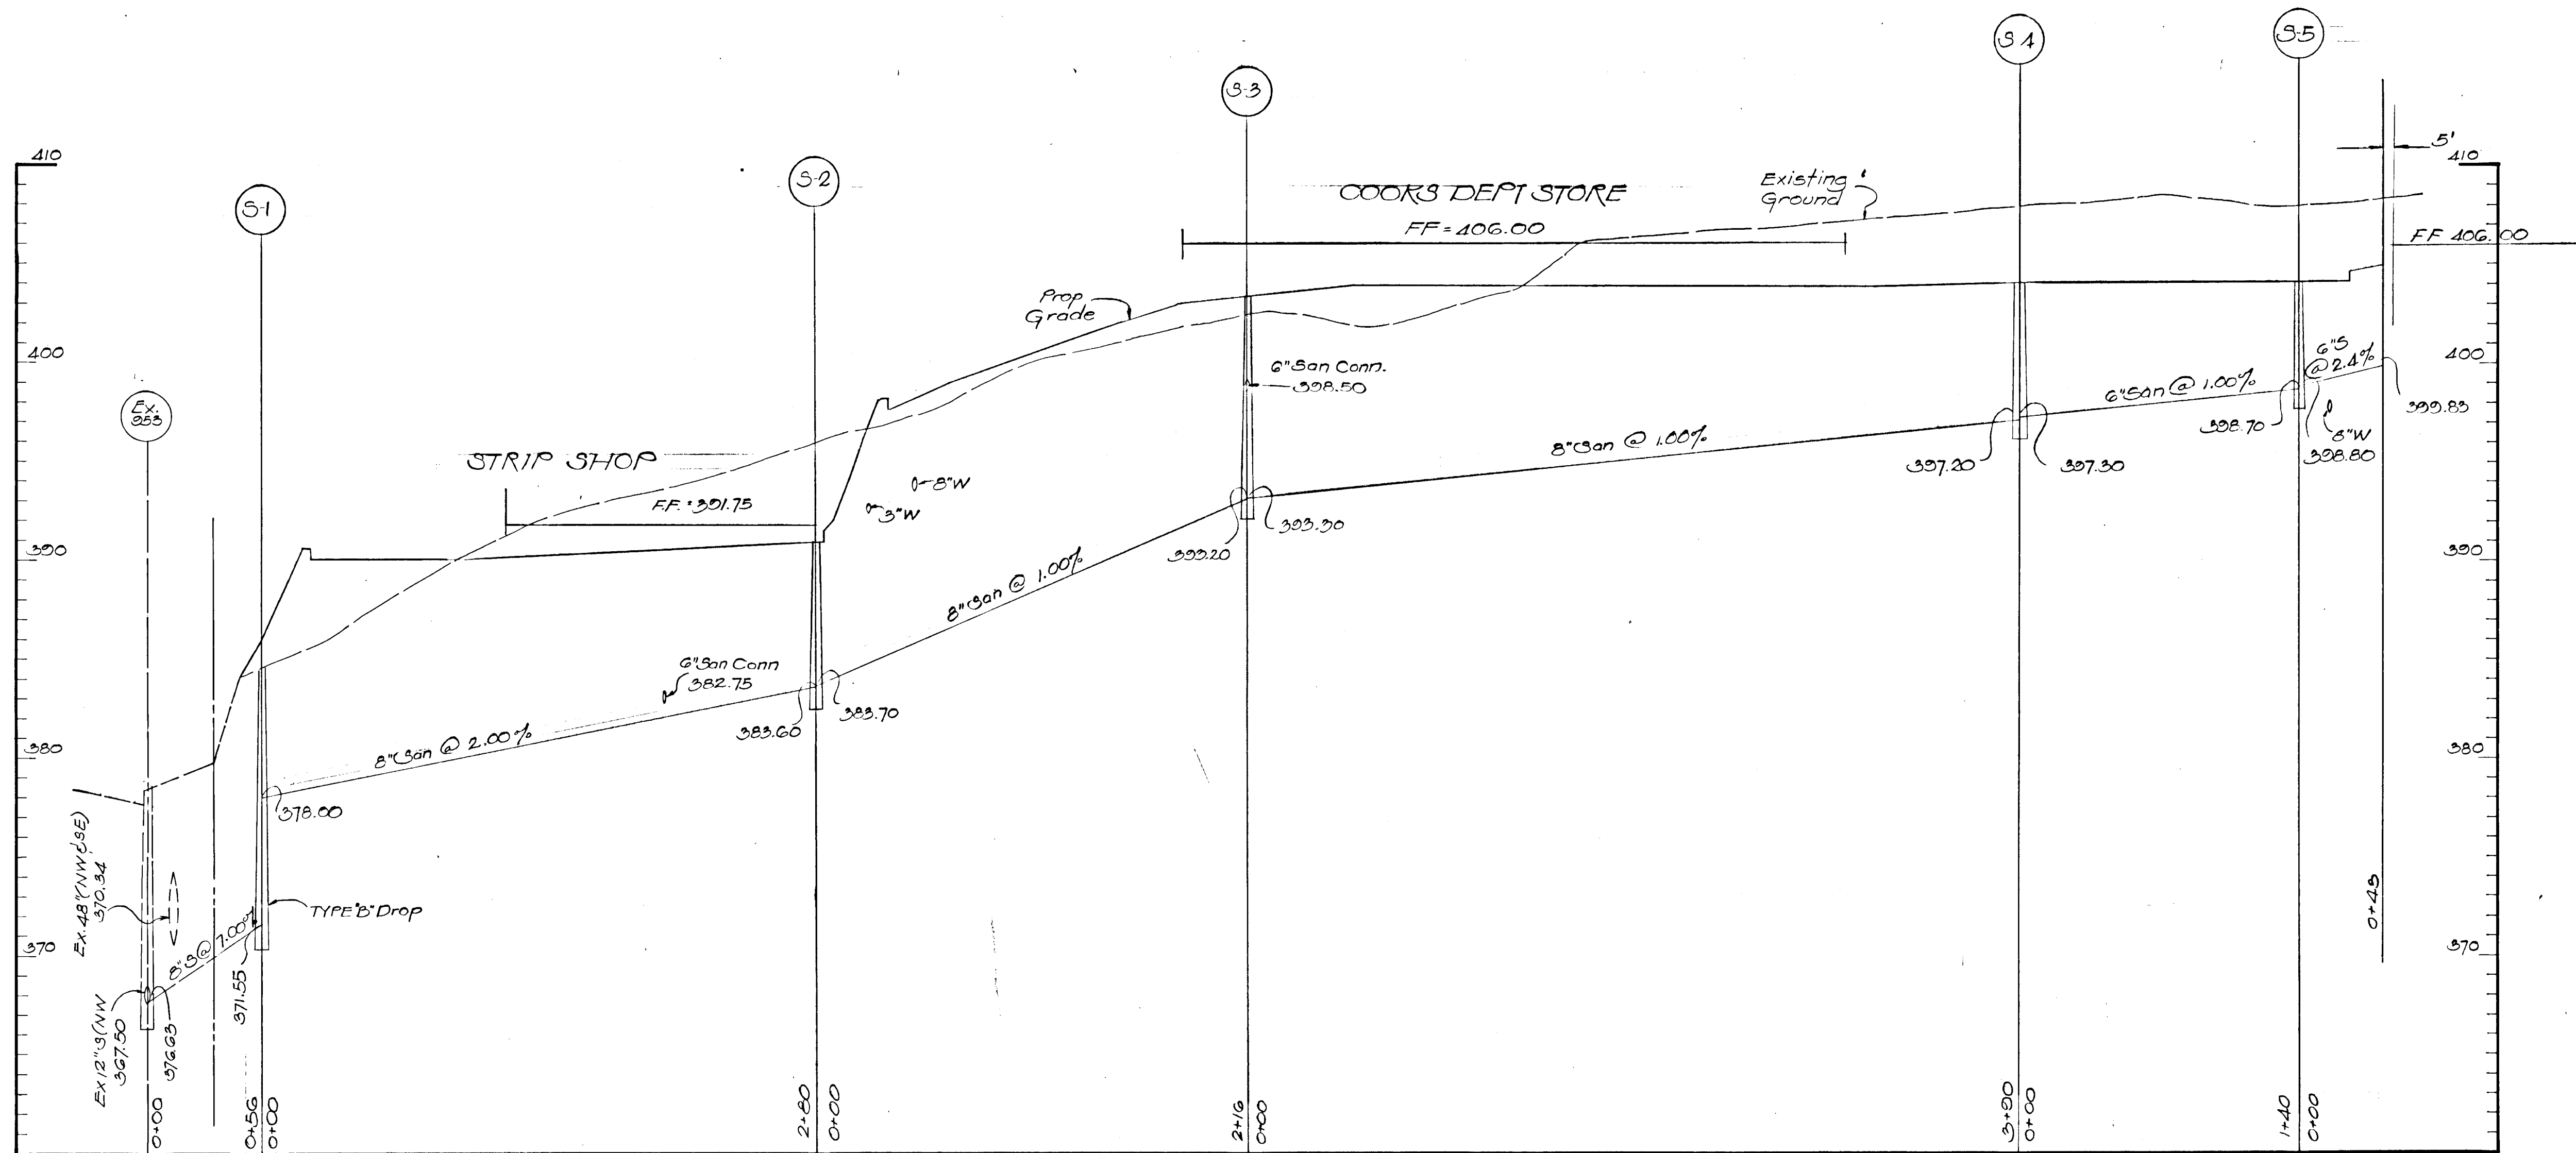 S-5
S-4
S-3
S-2
S-1
Ex.
953
410
5'
410
COOKS DEPT STORE
FF = 406.00
Existing
Ground
FF 406.00
Prop
Grade
400
6" San Conn.
398.50
400
6"S
@ 2.4%
6" San @ 1.00%
399.83
398.70
8"W
398.80
8" San @ 1.00%
397.20
397.30
STRIP SHOP
F.F. = 391.75
8"W
3"W
393.20
393.30
390
390
8" San @ 1.00%
6" San Conn
382.75
383.60
383.70
380
8" San @ 2.00%
380
378.00
Ex. 48" (NW & SE)
370.34
TYPE "B" Drop
370
8" S @ 7.00%
371.55
370
0+43
Ex 12" S (NW
367.50
376.63
0+00
0+56
0+00
2+80
0+00
2+16
0+00
3+90
0+00
1+40
0+00